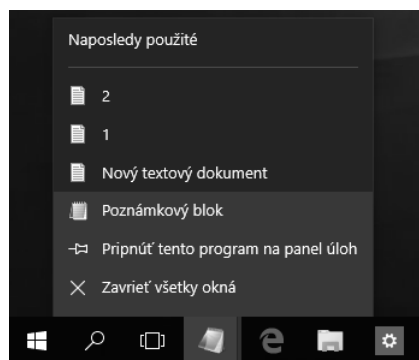 Naposledy použité
2
1
Nový textový dokument
Poznámkový blok
Pripnúť tento program na panel úloh
Zavrieť všetky okná